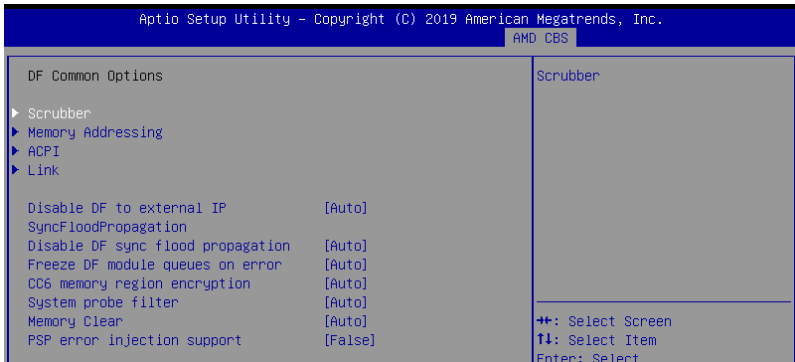 Aptio Setup Utility – Copyright (C) 2019 American Megatrends, Inc.
AMD CBS
DF Common Options
Scrubber
Memory Addressing
ACPI
Link
Disable DF to external IP [Auto]
SyncFloodPropagation
Disable DF sync flood propagation [Auto]
Freeze DF module queues on error [Auto]
CC6 memory region encryption [Auto]
System probe filter [Auto]
Memory Clear [Auto]
PSP error injection support [False]
Scrubber
→←: Select Screen
↑↓: Select Item
Enter: Select